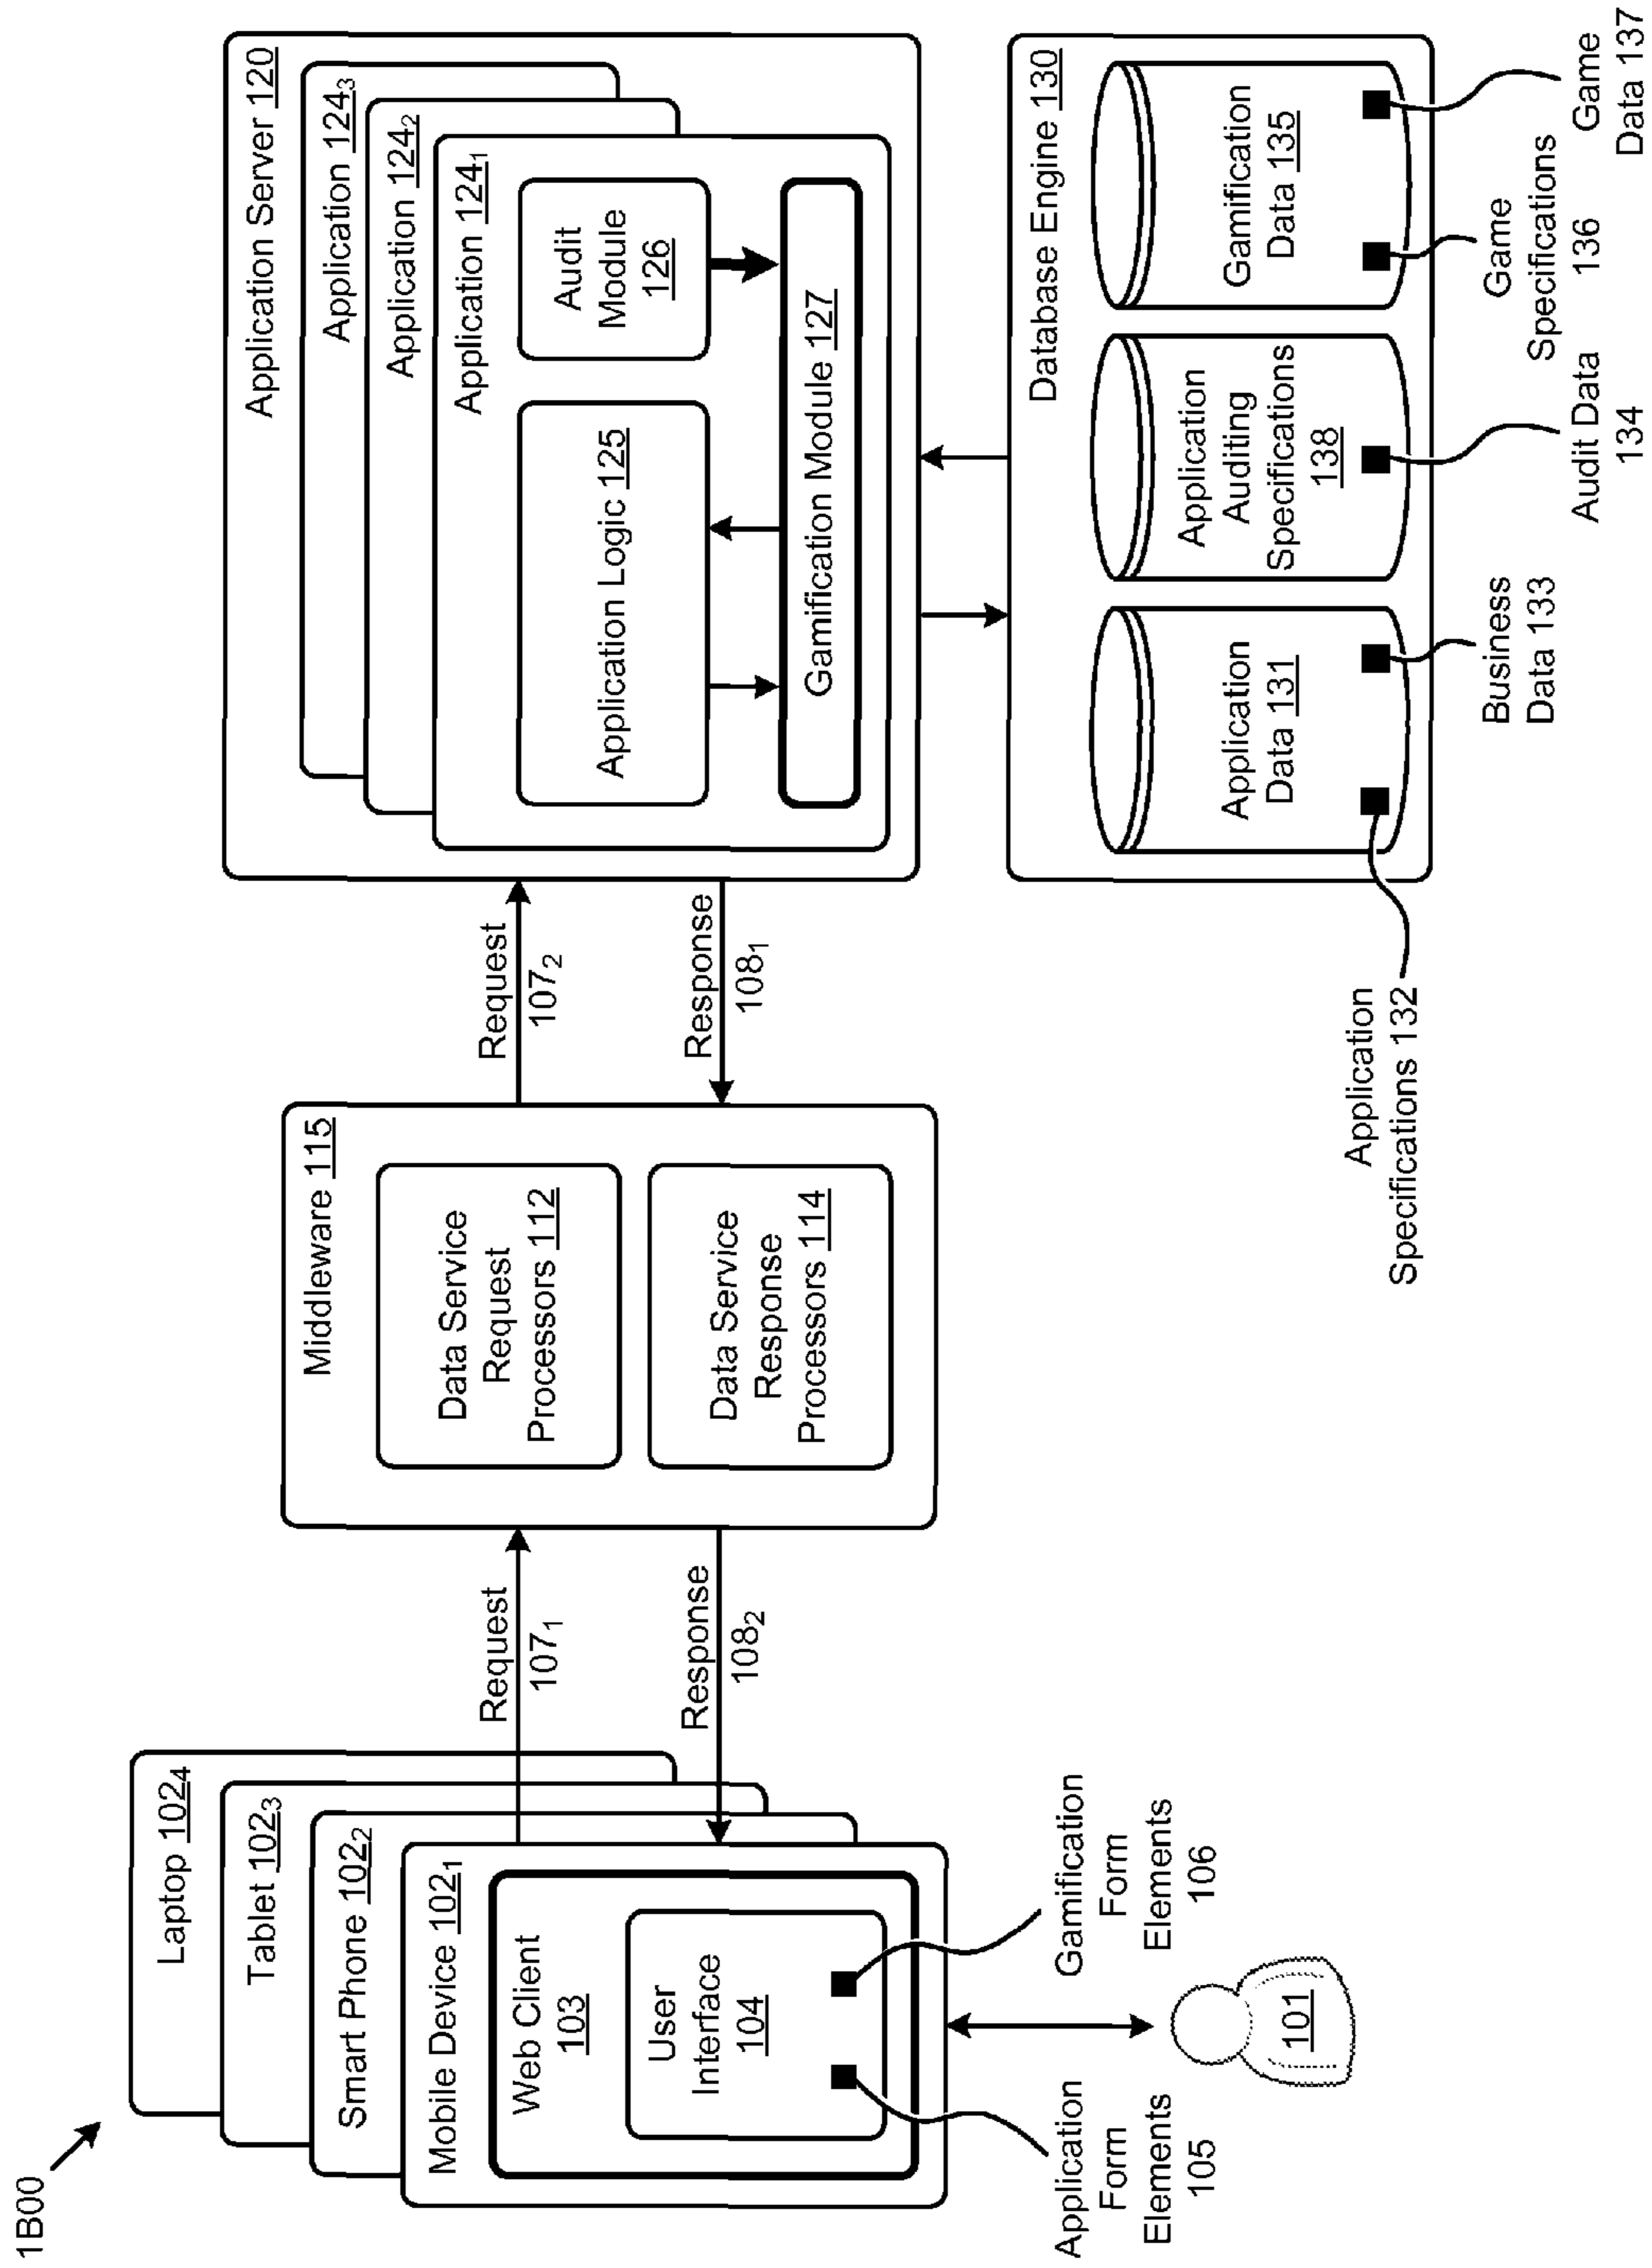 1B00
Laptop 102₄
Tablet 102₃
Smart Phone 102₂
Mobile Device 102₁
Web Client
103
User
Interface
104
Application
Form
Elements
105
Gamification
Form
Elements
106
101
Request
107₁
Response
108₂
Middleware 115
Data Service
Request
Processors 112
Data Service
Response
Processors 114
Request
107₂
Response
108₁
Application Server 120
Application 124₃
Application 124₂
Application 124₁
Application Logic 125
Audit
Module
126
Gamification Module 127
Database Engine 130
Application
Data 131
Application
Auditing
Specifications
138
Gamification
Data 135
Application
Specifications 132
Business
Data 133
Audit Data
134
Game
Specifications
136
Game
Data 137